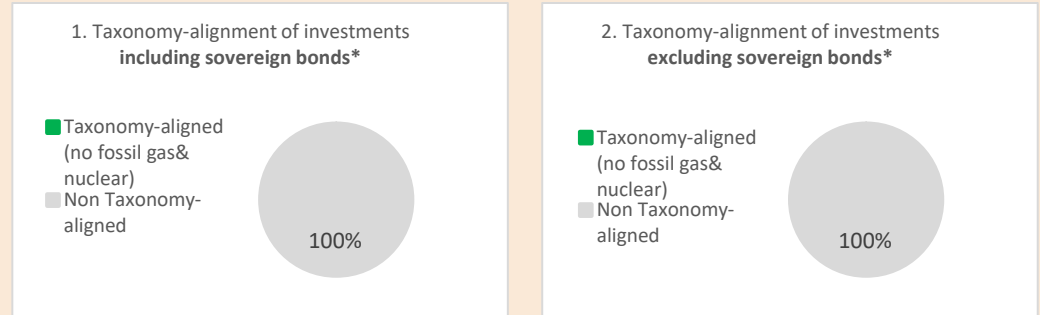 1. Taxonomy-alignment of investments
including sovereign bonds*
Taxonomy-aligned
(no fossil gas&
nuclear)
Non Taxonomy-
aligned
100%
2. Taxonomy-alignment of investments
excluding sovereign bonds*
Taxonomy-aligned
(no fossil gas&
nuclear)
Non Taxonomy-
aligned
100%